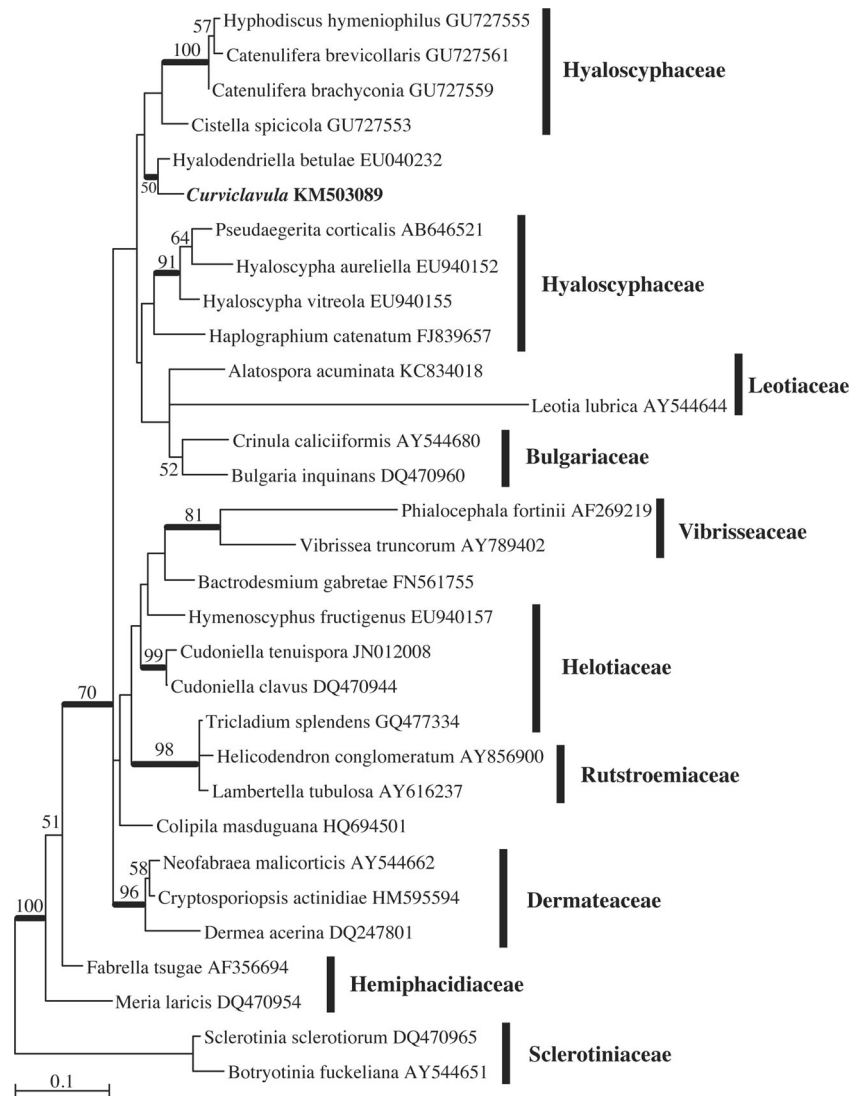 57
Hyphodiscus hymeniophilus GU727555
100
Catenulifera brevicollaris GU727561
Hyaloscyphaceae
Catenulifera brachyconia GU727559
Cistella spicicola GU727553
Hyalodendriella betulae EU040232
50
Curviclavula KM503089
Pseudaegerita corticalis AB646521
64
91
Hyaloscypha aureliella EU940152
Hyaloscyphaceae
Hyaloscypha vitreola EU940155
Haplographium catenatum FJ839657
Alatospora acuminata KC834018
Leotiaceae
Leotia lubrica AY544644
Crinula caliciiformis AY544680
Bulgariaceae
52
Bulgaria inquinans DQ470960
81
Phialocephala fortinii AF269219
Vibrisseaceae
Vibrissea truncorum AY789402
Bactrodesmium gabretae FN561755
Hymenoscyphus fructigenus EU940157
99
Cudoniella tenuispora JN012008
Helotiaceae
Cudoniella clavus DQ470944
70
Tricladium splendens GQ477334
98
Helicodendron conglomeratum AY856900
Rutstroemiaceae
Lambertella tubulosa AY616237
51
Colipila masduguana HQ694501
58
Neofabraea malicorticis AY544662
96
Cryptosporiopsis actinidiae HM595594
Dermateaceae
100
Dermea acerina DQ247801
Fabrella tsugae AF356694
Hemiphacidiaceae
Meria laricis DQ470954
Sclerotinia sclerotiorum DQ470965
Sclerotiniaceae
Botryotinia fuckeliana AY544651
0.1